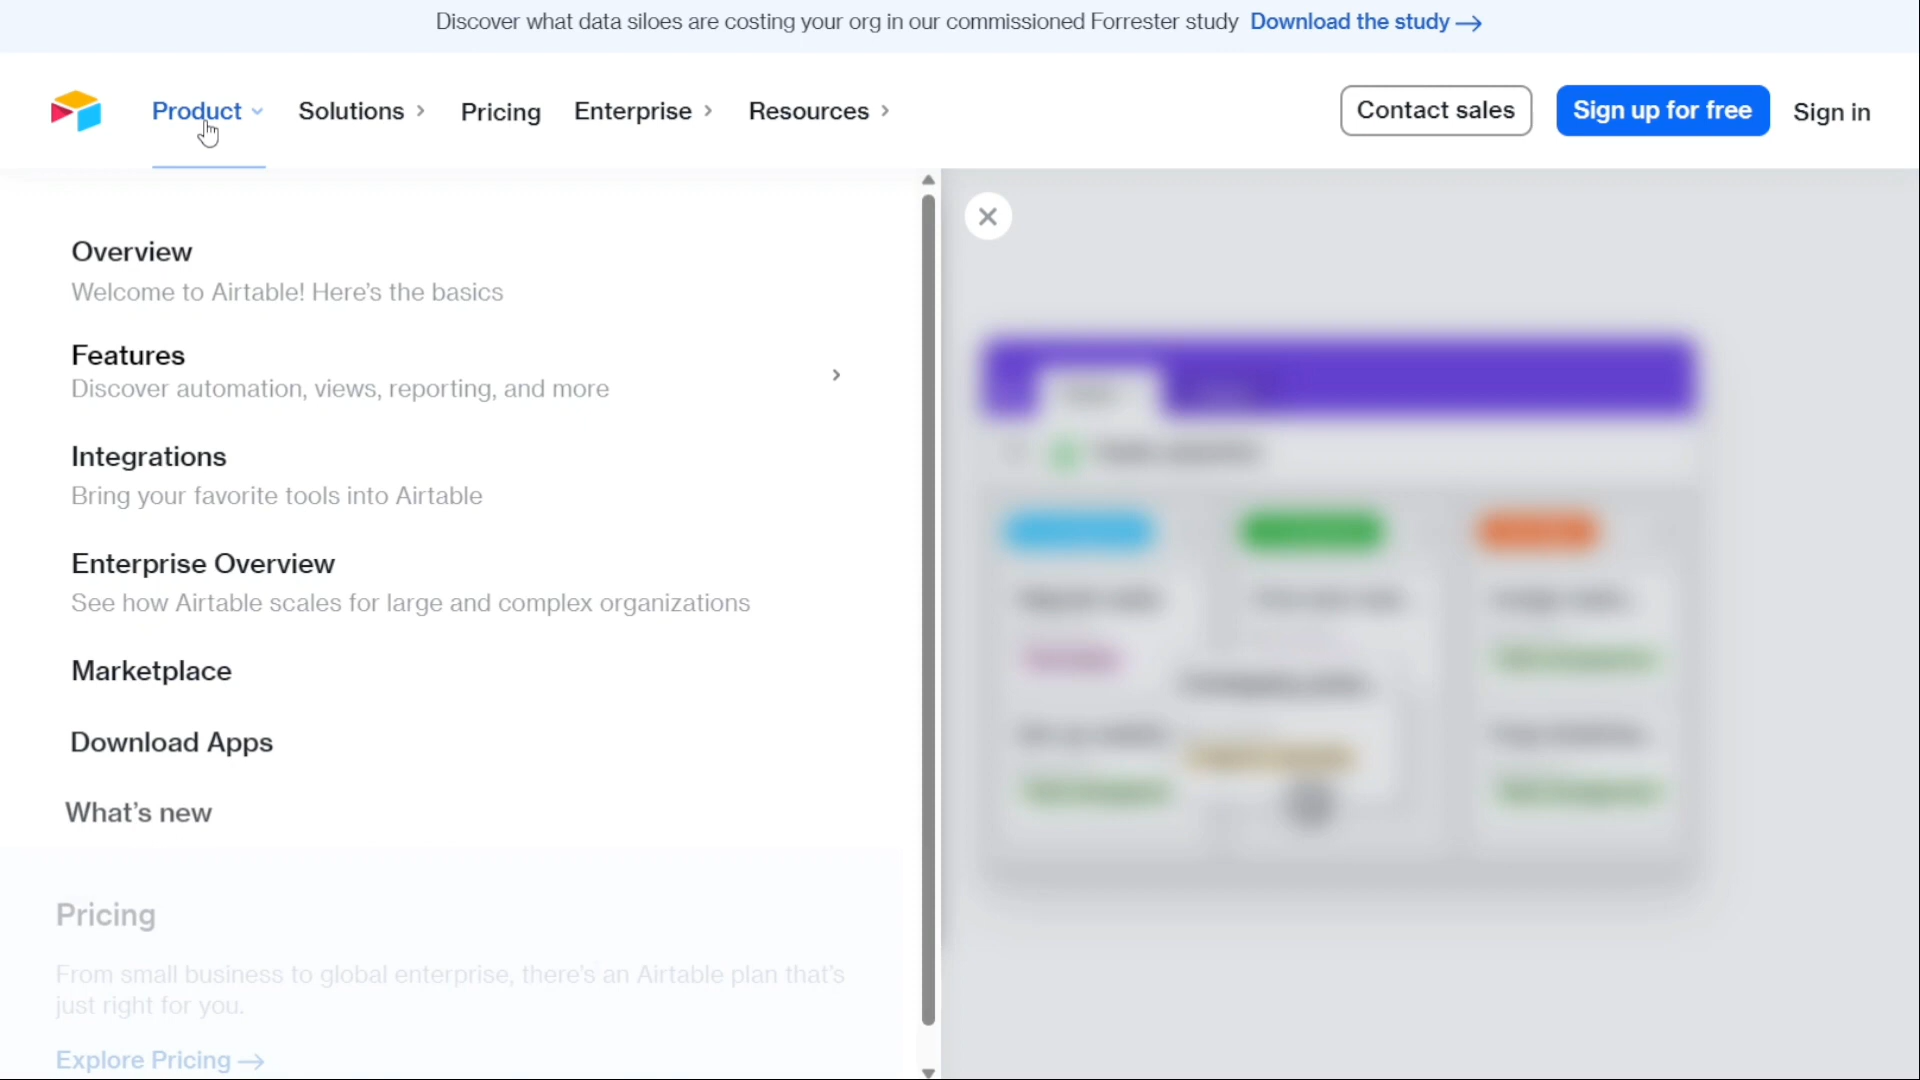 Discover what data siloes are costing your org in our commissioned Forrester study Download the study →
Product Solutions Pricing Enterprise Resources Contact sales Sign up for free Sign in
Overview
Welcome to Airtable! Here’s the basics
Features
Discover automation, views, reporting, and more
Integrations
Bring your favorite tools into Airtable
Enterprise Overview
See how Airtable scales for large and complex organizations
Marketplace
Download Apps
What’s new
Pricing
From small business to global enterprise, there’s an Airtable plan that’s
just right for you.
Explore Pricing →